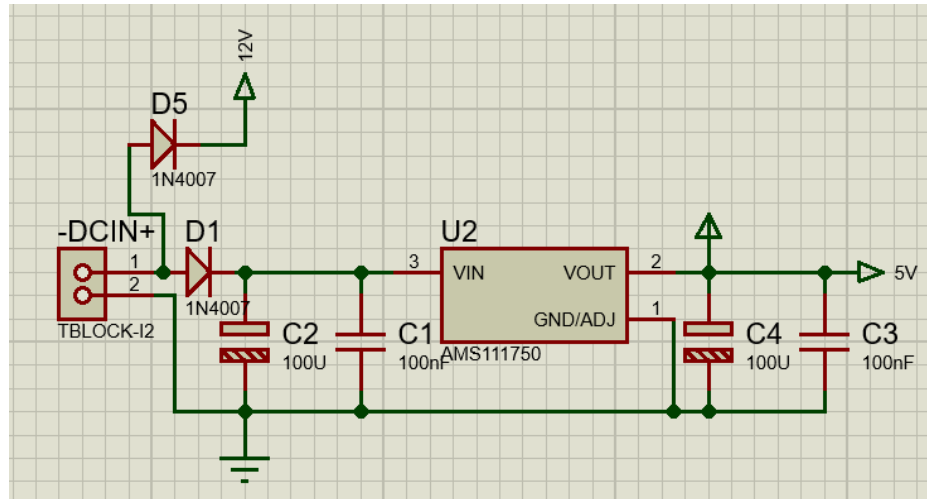 12V
D5
1N4007
-DCIN+
1
2
TBLOCK-I2
D1
1N4007
C2
100U
C1
100nF
U2
3
VIN
VOUT
2
GND/ADJ
1
AMS111750
C4
100U
C3
100nF
5V